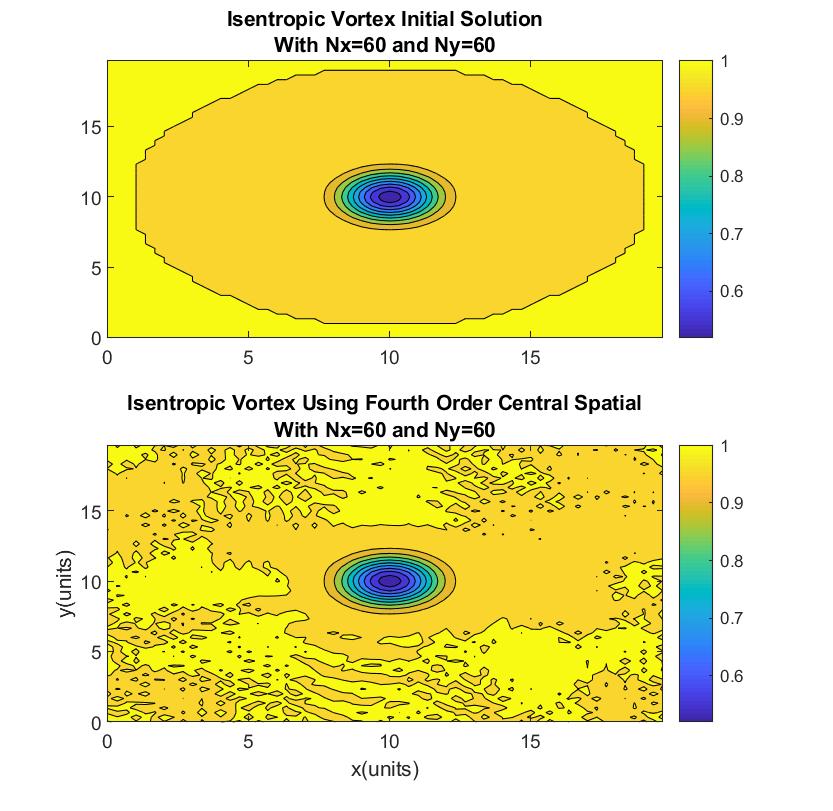 Isentropic Vortex Initial Solution
With Nx=60 and Ny=60
1
0.9
0.8
0.7
0.6
15
10
5
0
0 5 10 15
Isentropic Vortex Using Fourth Order Central Spatial
With Nx=60 and Ny=60
1
0.9
0.8
0.7
0.6
y(units)
15
10
5
0
0 5 10 15
x(units)